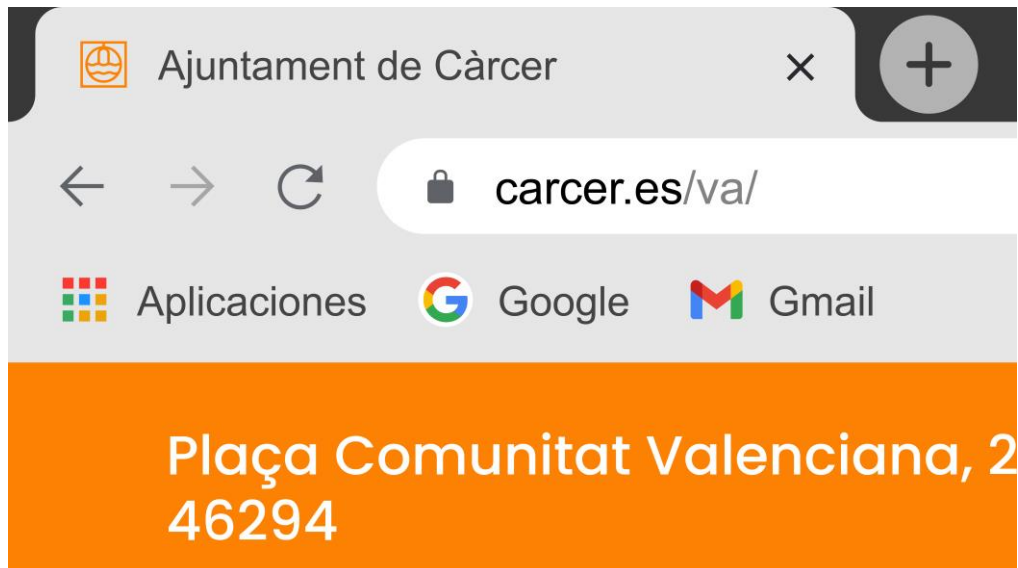 Ajuntament de Càrcer
carcer.es/va/
Aplicaciones Google Gmail
Plaça Comunitat Valenciana, 2
46294